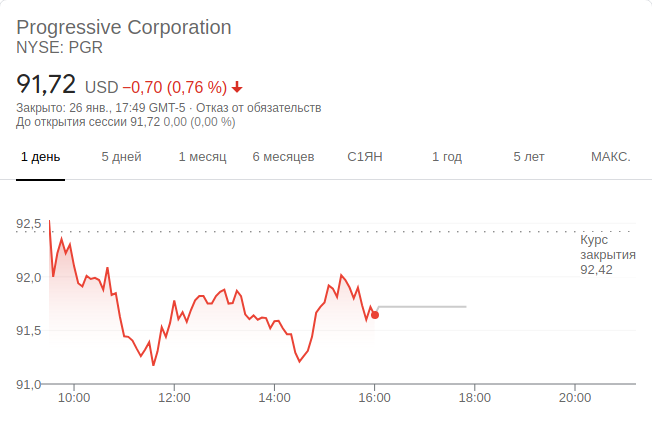 Progressive Corporation
NYSE: PGR
91,72 USD −0,70 (0,76 %)
Закрыто: 26 янв., 17:49 GMT-5 · Отказ от обязательств
До открытия сессии 91,72 0,00 (0,00 %)
1 день 5 дней 1 месяц 6 месяцев С1ЯН 1 год 5 лет МАКС.
92,5
Курс
закрытия
92,42
92,0
91,5
91,0
10:00 12:00 14:00 16:00 18:00 20:00